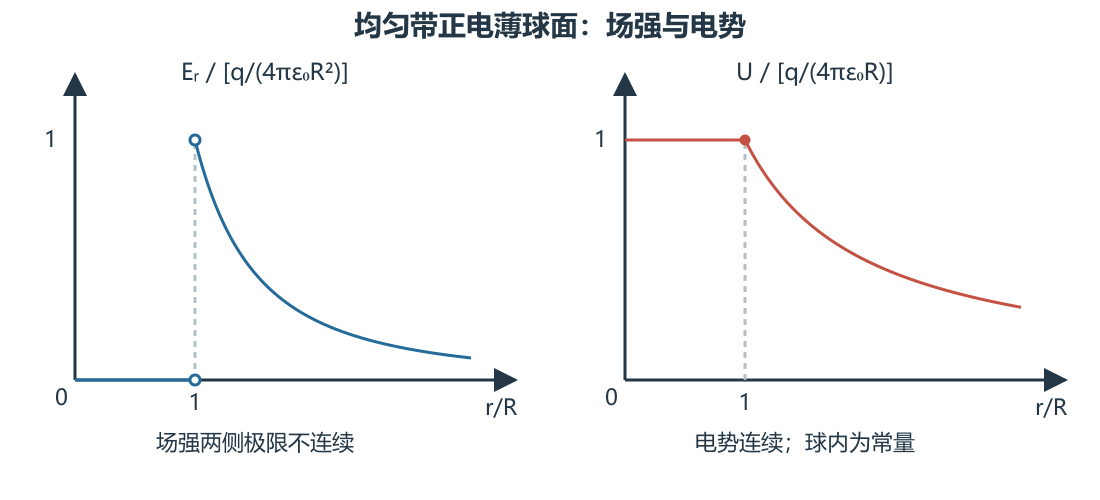 均匀带正电薄球面：场强与电势
Eᵣ / [q/(4πε₀R²)]
1
0
1
r/R
场强两侧极限不连续
U / [q/(4πε₀R)]
1
0
1
r/R
电势连续；球内为常量